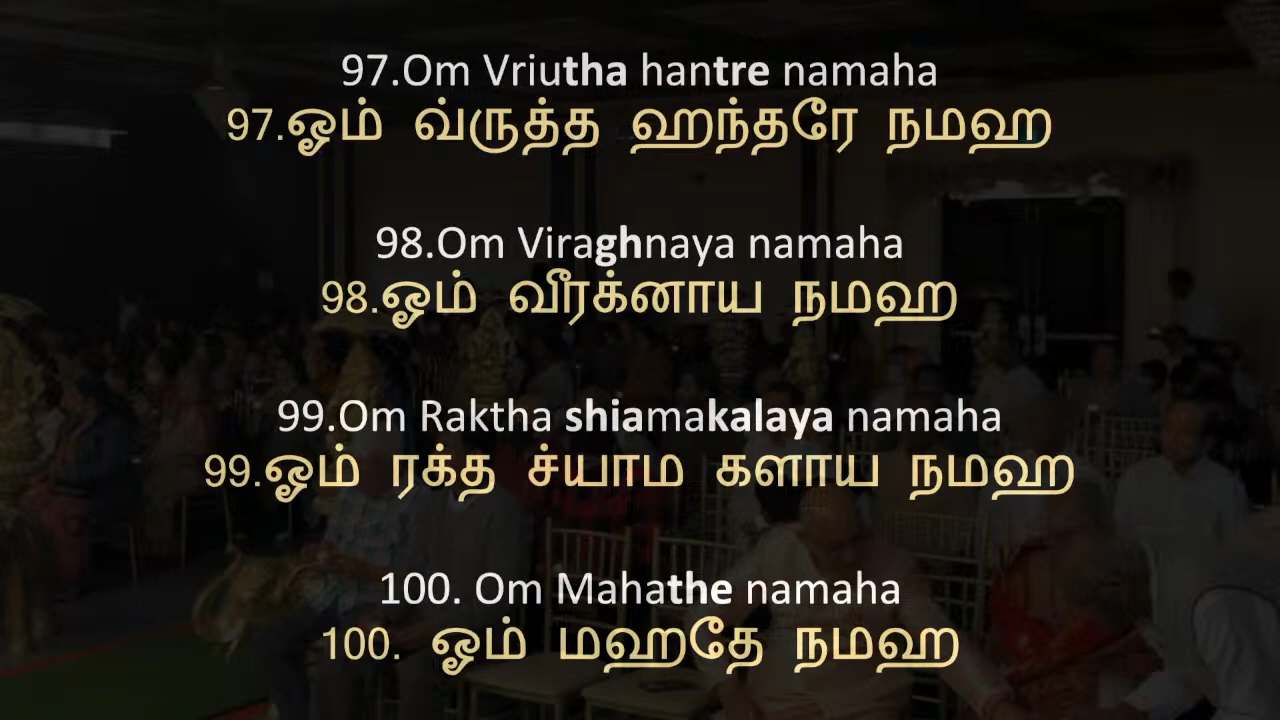 97.Om Vriutha hantre namaha
97.ஓம் வ்ருத்த ஹந்தரே நமஹ
98.Om Viraghnaya namaha
98.ஓம் வீரக்னாய நமஹ
99.Om Raktha shiamakalaya namaha
99.ஓம் ரக்த ச்யாம களாய நமஹ
100. Om Mahathe namaha
100. ஓம் மஹதே நமஹ